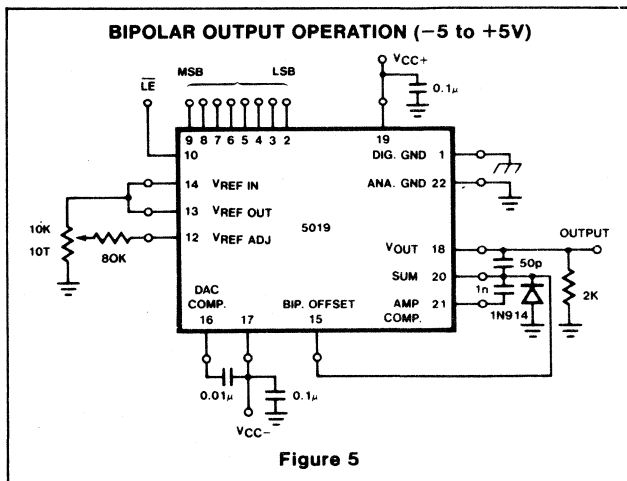 BIPOLAR OUTPUT OPERATION (−5 to +5V)
VCC+
LE
MSB LSB
0.1μ
9 8 7 6 5 4 3 2
19
10
DIG. GND 1
14 VREF IN
ANA. GND 22
13 VREF OUT
10K
10T
80K
12 VREF ADJ
5019
OUTPUT
VOUT 18
50p
SUM 20
1n
2K
DAC
COMP.
BIP. OFFSET
AMP
COMP.
21
1N914
16 17 15
0.01μ 0.1μ
VCC−
Figure 5